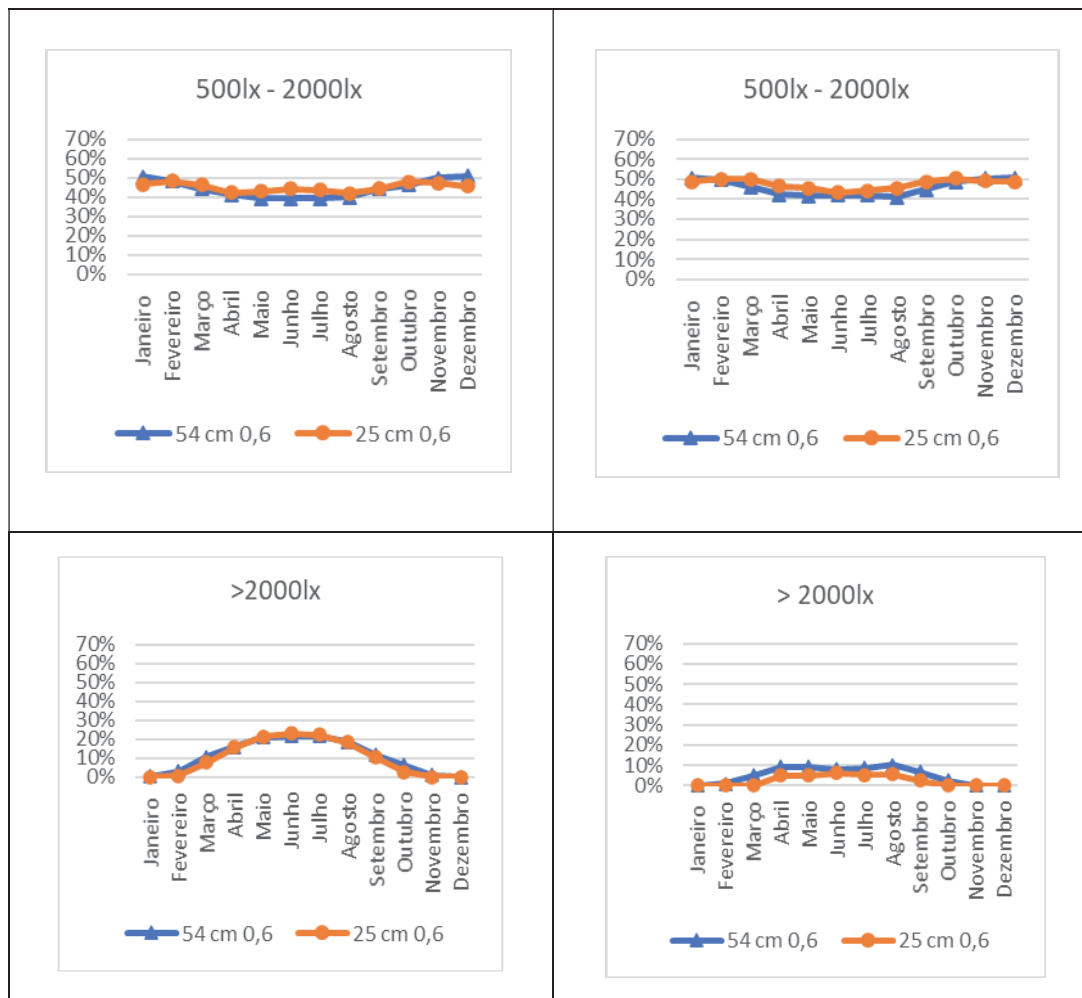 500lx - 2000lx
70%
60%
50%
40%
30%
20%
10%
0%
Janeiro
Fevereiro
Março
Abril
Maio
Junho
Julho
Agosto
Setembro
Outubro
Novembro
Dezembro
54 cm 0,6 25 cm 0,6
500lx - 2000lx
70%
60%
50%
40%
30%
20%
10%
0%
Janeiro
Fevereiro
Março
Abril
Maio
Junho
Julho
Agosto
Setembro
Outubro
Novembro
Dezembro
54 cm 0,6 25 cm 0,6
>2000lx
70%
60%
50%
40%
30%
20%
10%
0%
Janeiro
Fevereiro
Março
Abril
Maio
Junho
Julho
Agosto
Setembro
Outubro
Novembro
Dezembro
54 cm 0,6 25 cm 0,6
> 2000lx
70%
60%
50%
40%
30%
20%
10%
0%
Janeiro
Fevereiro
Março
Abril
Maio
Junho
Julho
Agosto
Setembro
Outubro
Novembro
Dezembro
54 cm 0,6 25 cm 0,6